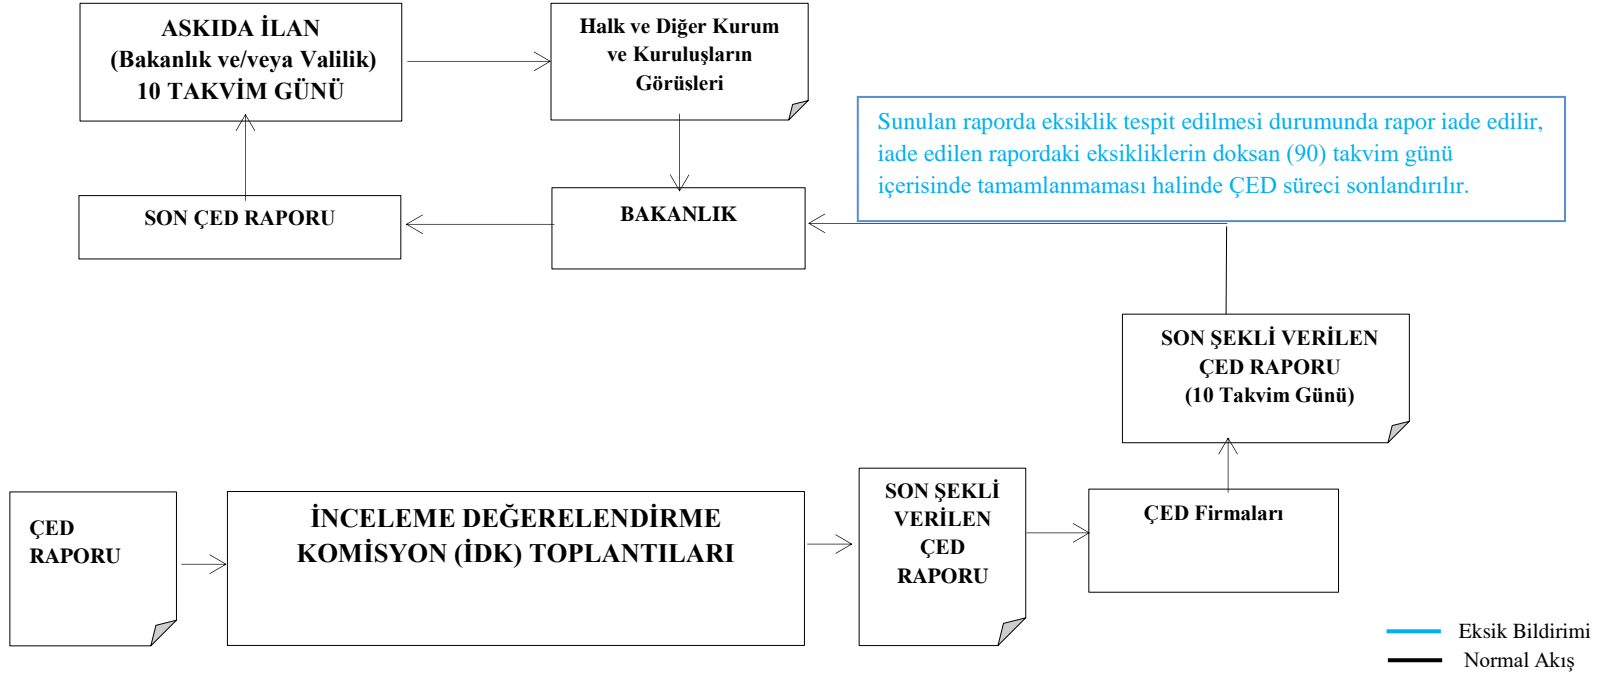 ASKIDA İLAN
(Bakanlık ve/veya Valilik)
10 TAKVİM GÜNÜ
Halk ve Diğer Kurum
ve Kuruluşların
Görüsleri
Sunulan raporda eksiklik tespit edilmesi durumunda rapor iade edilir,
iade edilen rapordaki eksikliklerin doksan (90) takvim günü
içerisinde tamamlanmaması halinde ÇED süreci sonlandırılır.
SON ÇED RAPORU
BAKANLIK
SON ŞEKLİ VERİLEN
ÇED RAPORU
(10 Takvim Günü)
ÇED
RAPORU
İNCELEME DEĞERELENDİRME
KOMİSYON (İDK) TOPLANTILARI
SON ŞEKLİ
VERİLEN
ÇED
RAPORU
ÇED Firmaları
Eksik Bildirimi
Normal Akış